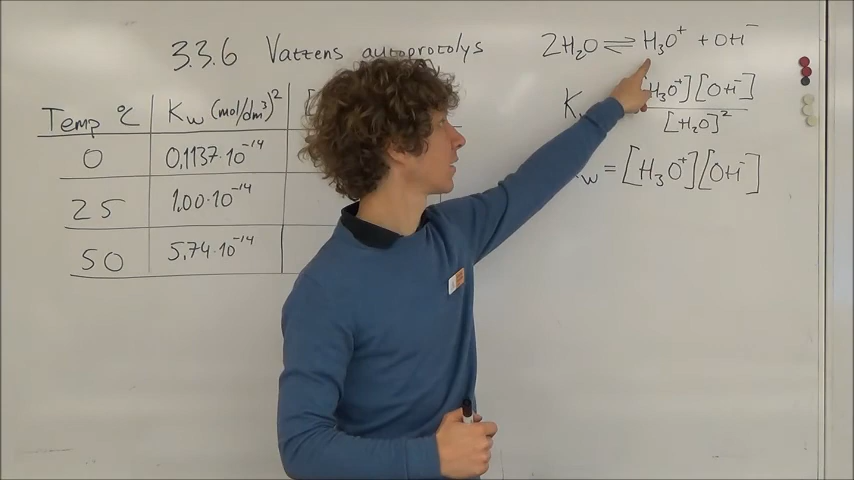 3.3.6 Vattens autoprotolys
2H₂O ⇌ H₃O⁺ + OH⁻
H₃O⁺][OH⁻]
[H₂O]²
w = [H₃O⁺][OH⁻]
Temp °C Kw (mol/dm³)² [
0 0,1137·10⁻¹⁴
25 1,00·10⁻¹⁴
50 5,74·10⁻¹⁴